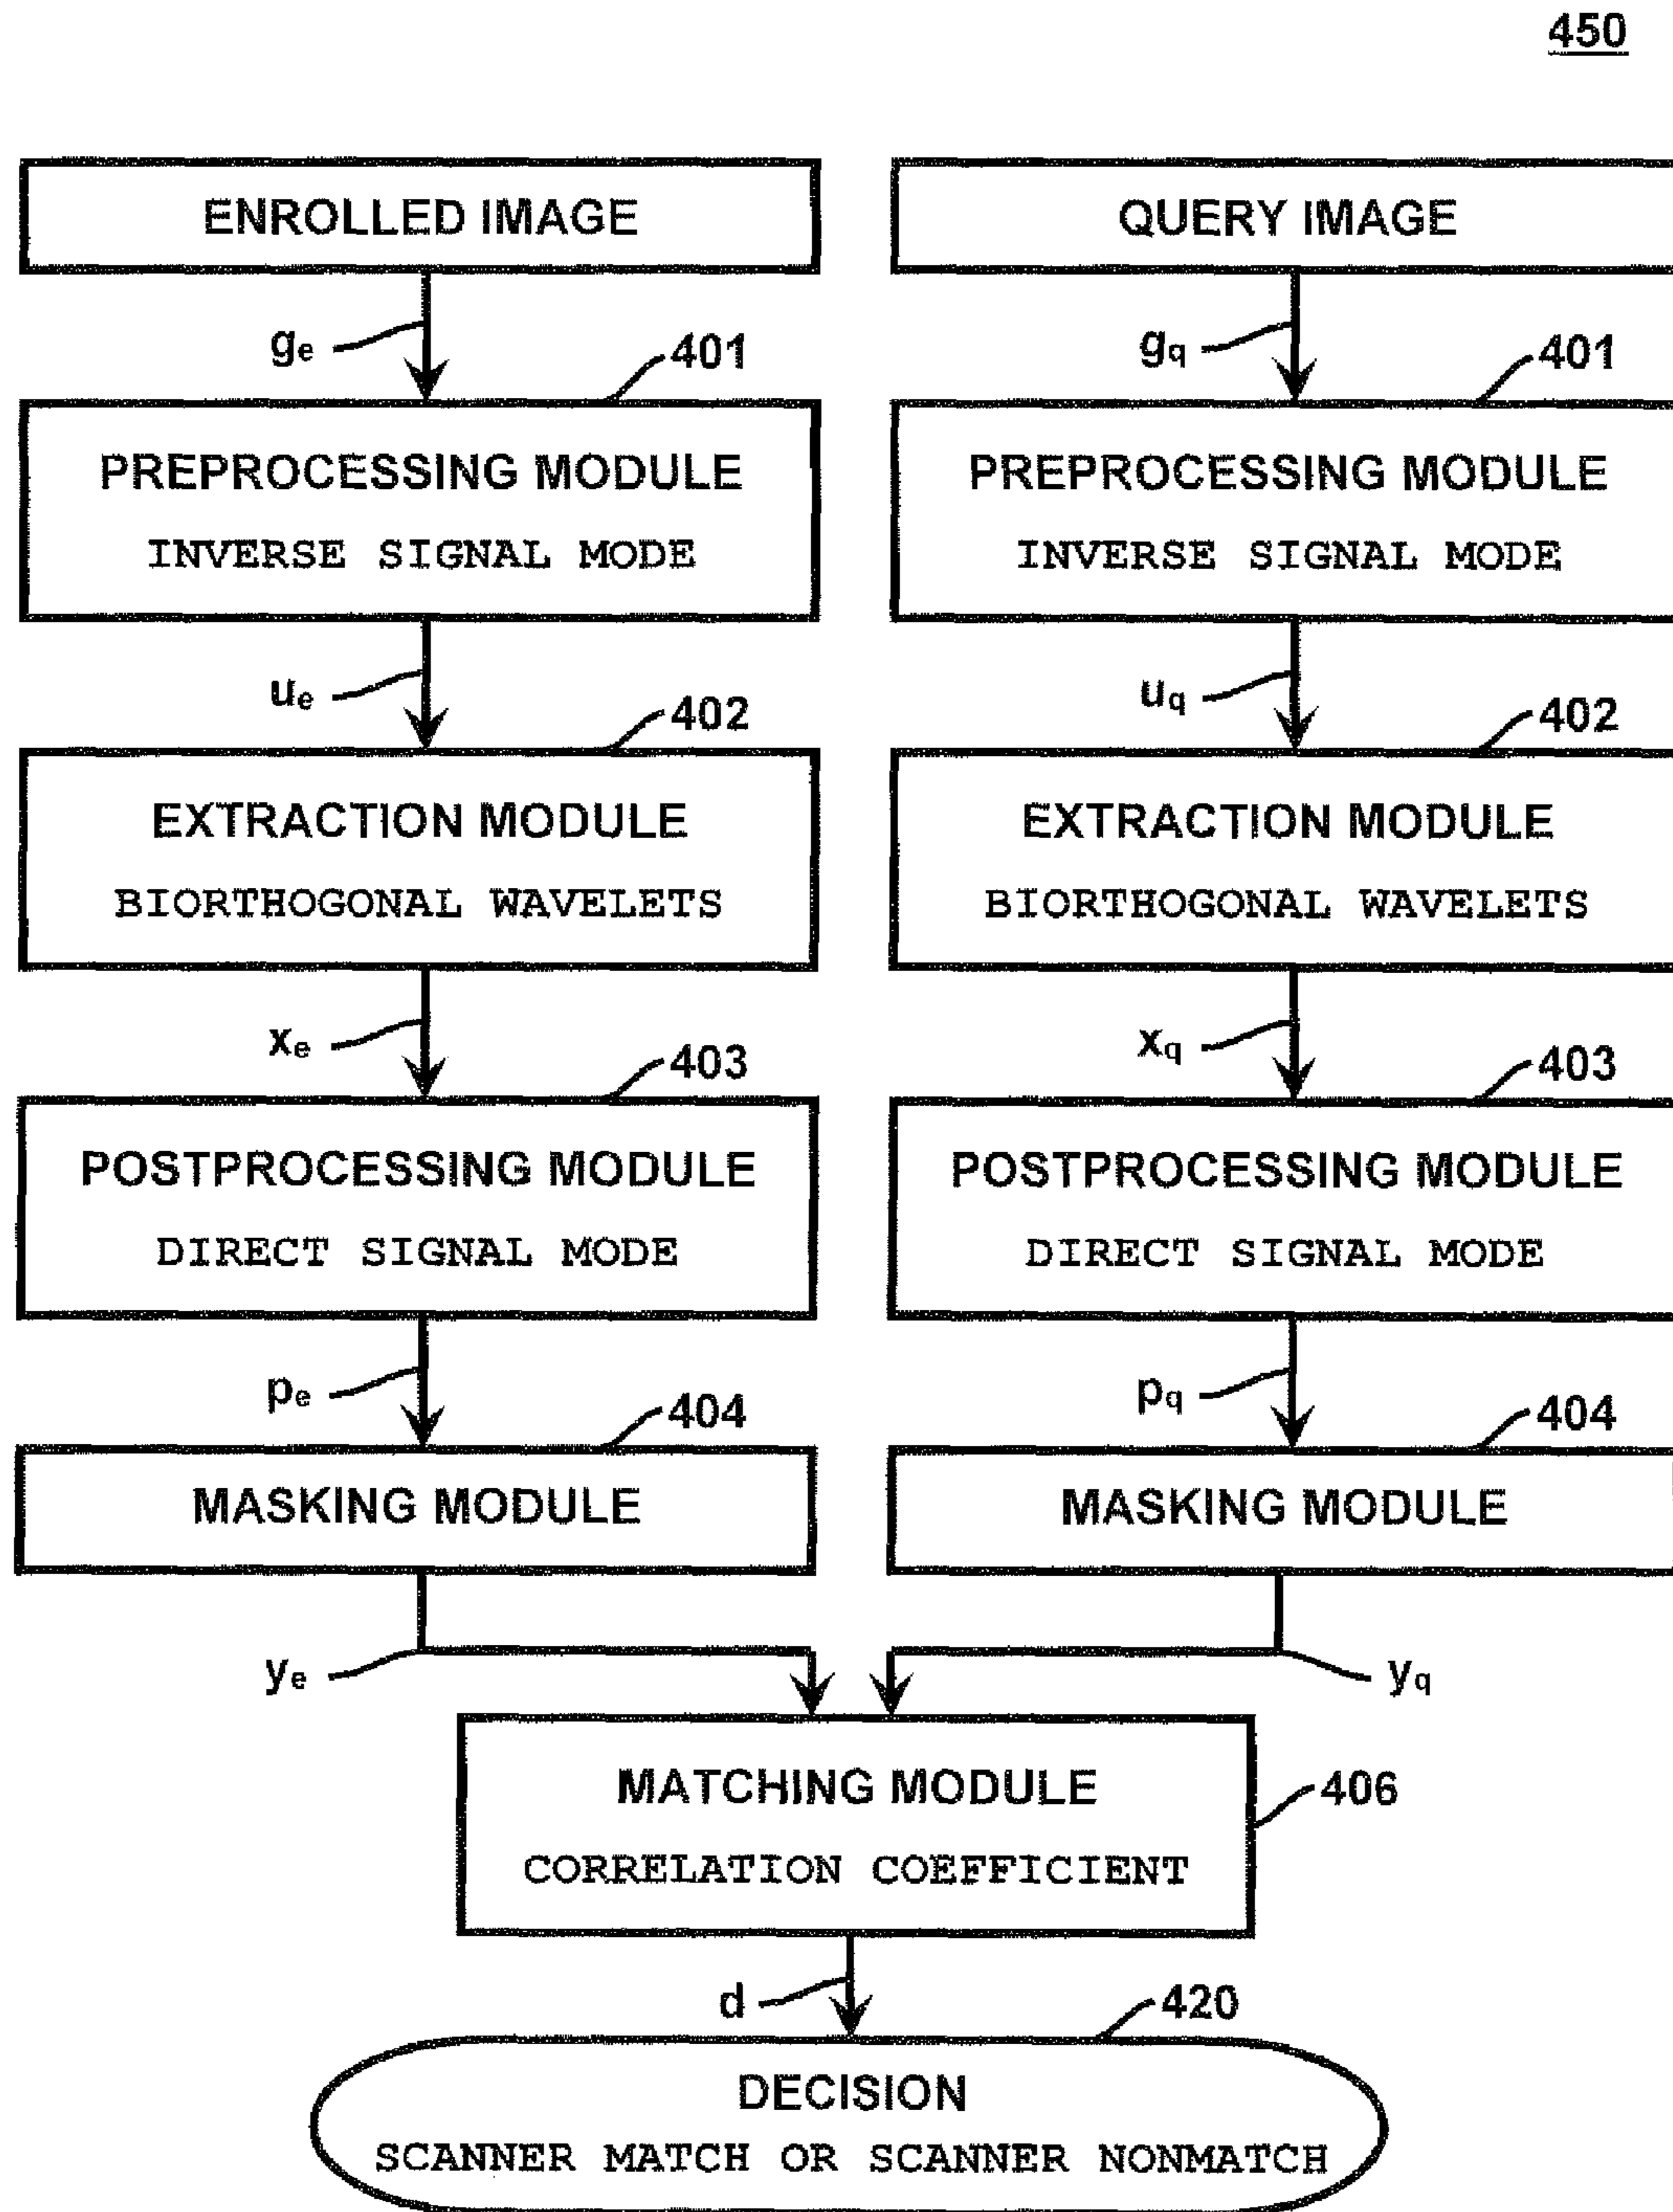 450
ENROLLED IMAGE
QUERY IMAGE
ge
gq
401
401
PREPROCESSING MODULE
INVERSE SIGNAL MODE
PREPROCESSING MODULE
INVERSE SIGNAL MODE
ue
uq
402
402
EXTRACTION MODULE
BIORTHOGONAL WAVELETS
EXTRACTION MODULE
BIORTHOGONAL WAVELETS
xe
xq
403
403
POSTPROCESSING MODULE
DIRECT SIGNAL MODE
POSTPROCESSING MODULE
DIRECT SIGNAL MODE
pe
pq
404
404
MASKING MODULE
MASKING MODULE
ye
yq
MATCHING MODULE
CORRELATION COEFFICIENT
406
d
420
DECISION
SCANNER MATCH OR SCANNER NONMATCH